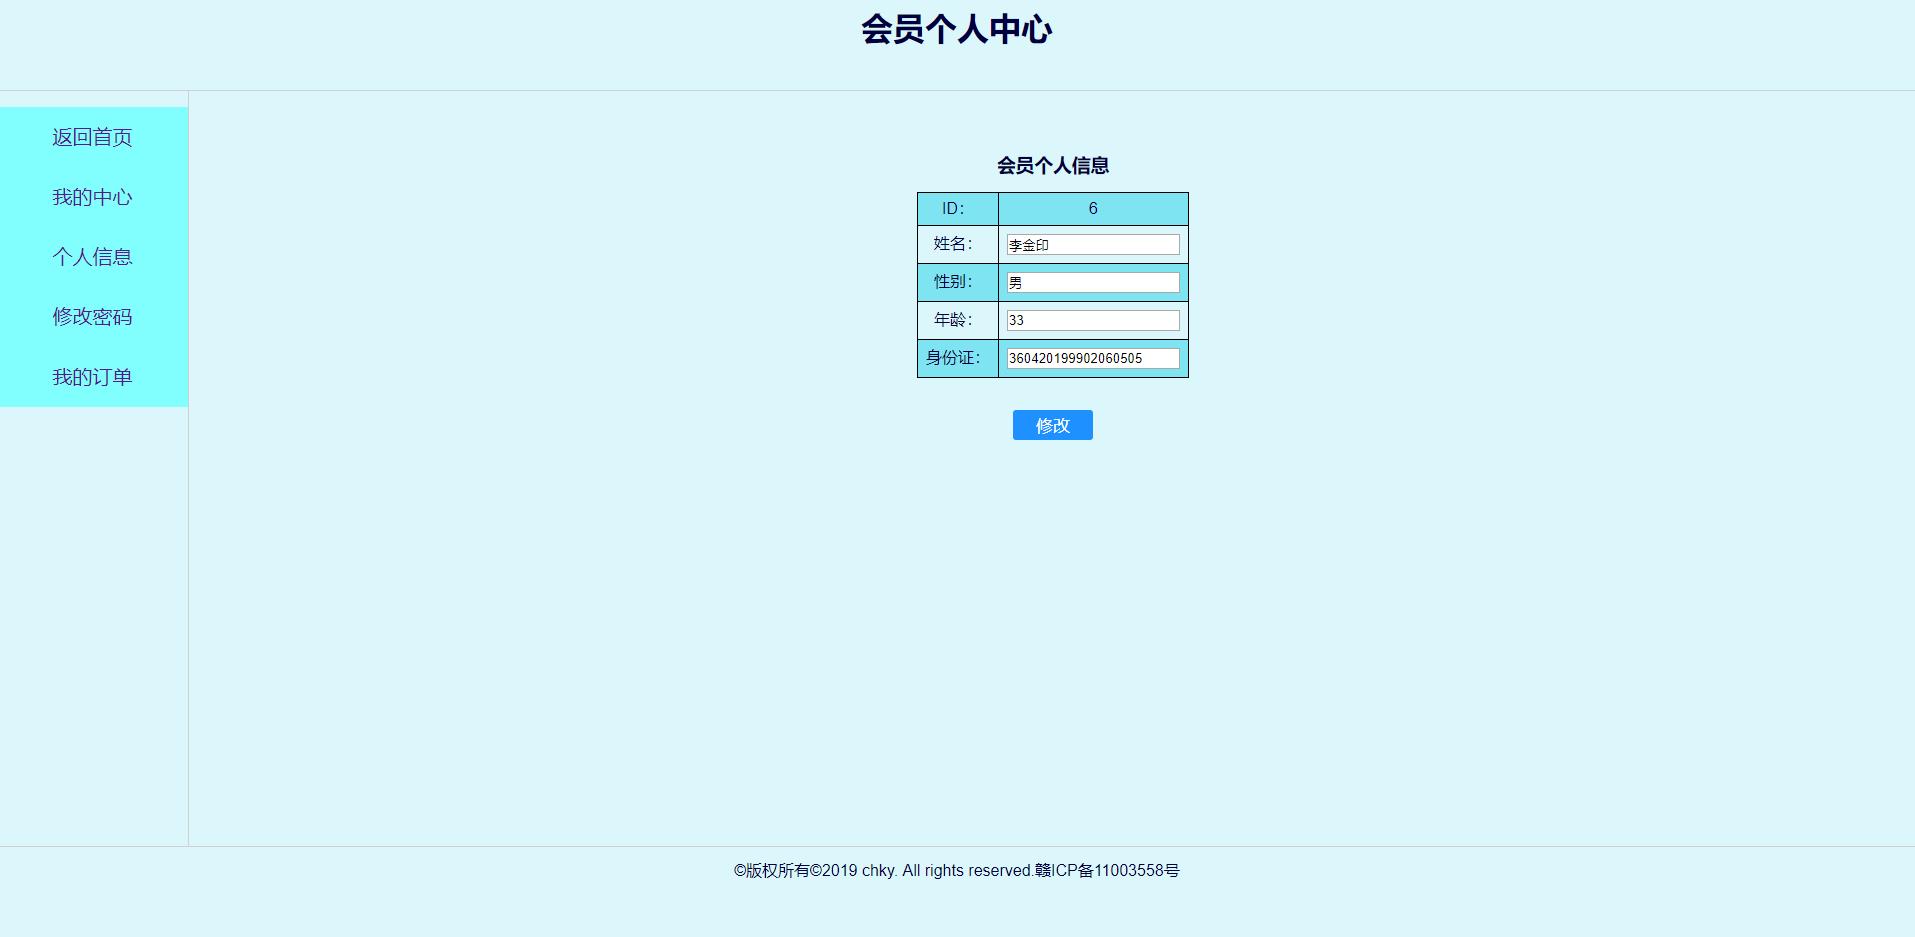 会员个人中心
返回首页
我的中心
个人信息
修改密码
我的订单
会员个人信息
ID： 6
姓名： 李金印
性别： 男
年龄： 33
身份证： 360420199902060505
修改
©版权所有©2019 chky. All rights reserved.赣ICP备11003558号